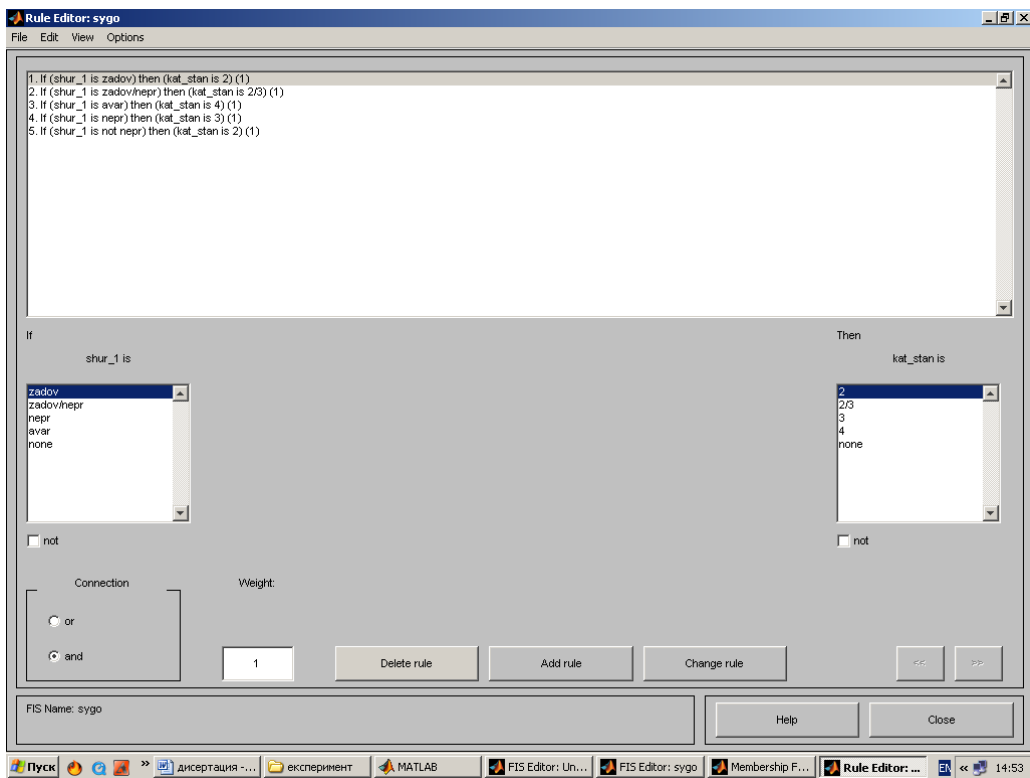 Rule Editor: sygo
File Edit View Options
1. If (shur_1 is zadov) then (kat_stan is 2) (1)
2. If (shur_1 is zadov/nepr) then (kat_stan is 2/3) (1)
3. If (shur_1 is avar) then (kat_stan is 4) (1)
4. If (shur_1 is nepr) then (kat_stan is 3) (1)
5. If (shur_1 is not nepr) then (kat_stan is 2) (1)
If
Then
shur_1 is
kat_stan is
zadov
zadov/nepr
nepr
avar
none
2
2/3
3
4
none
not
not
Connection
Weight:
or
and
1
Delete rule
Add rule
Change rule
<<
>>
FIS Name: sygo
Help
Close
Пуск » дисертация -... експеримент MATLAB FIS Editor: Un... FIS Editor: sygo Membership F... Rule Editor: ... EN « 14:53